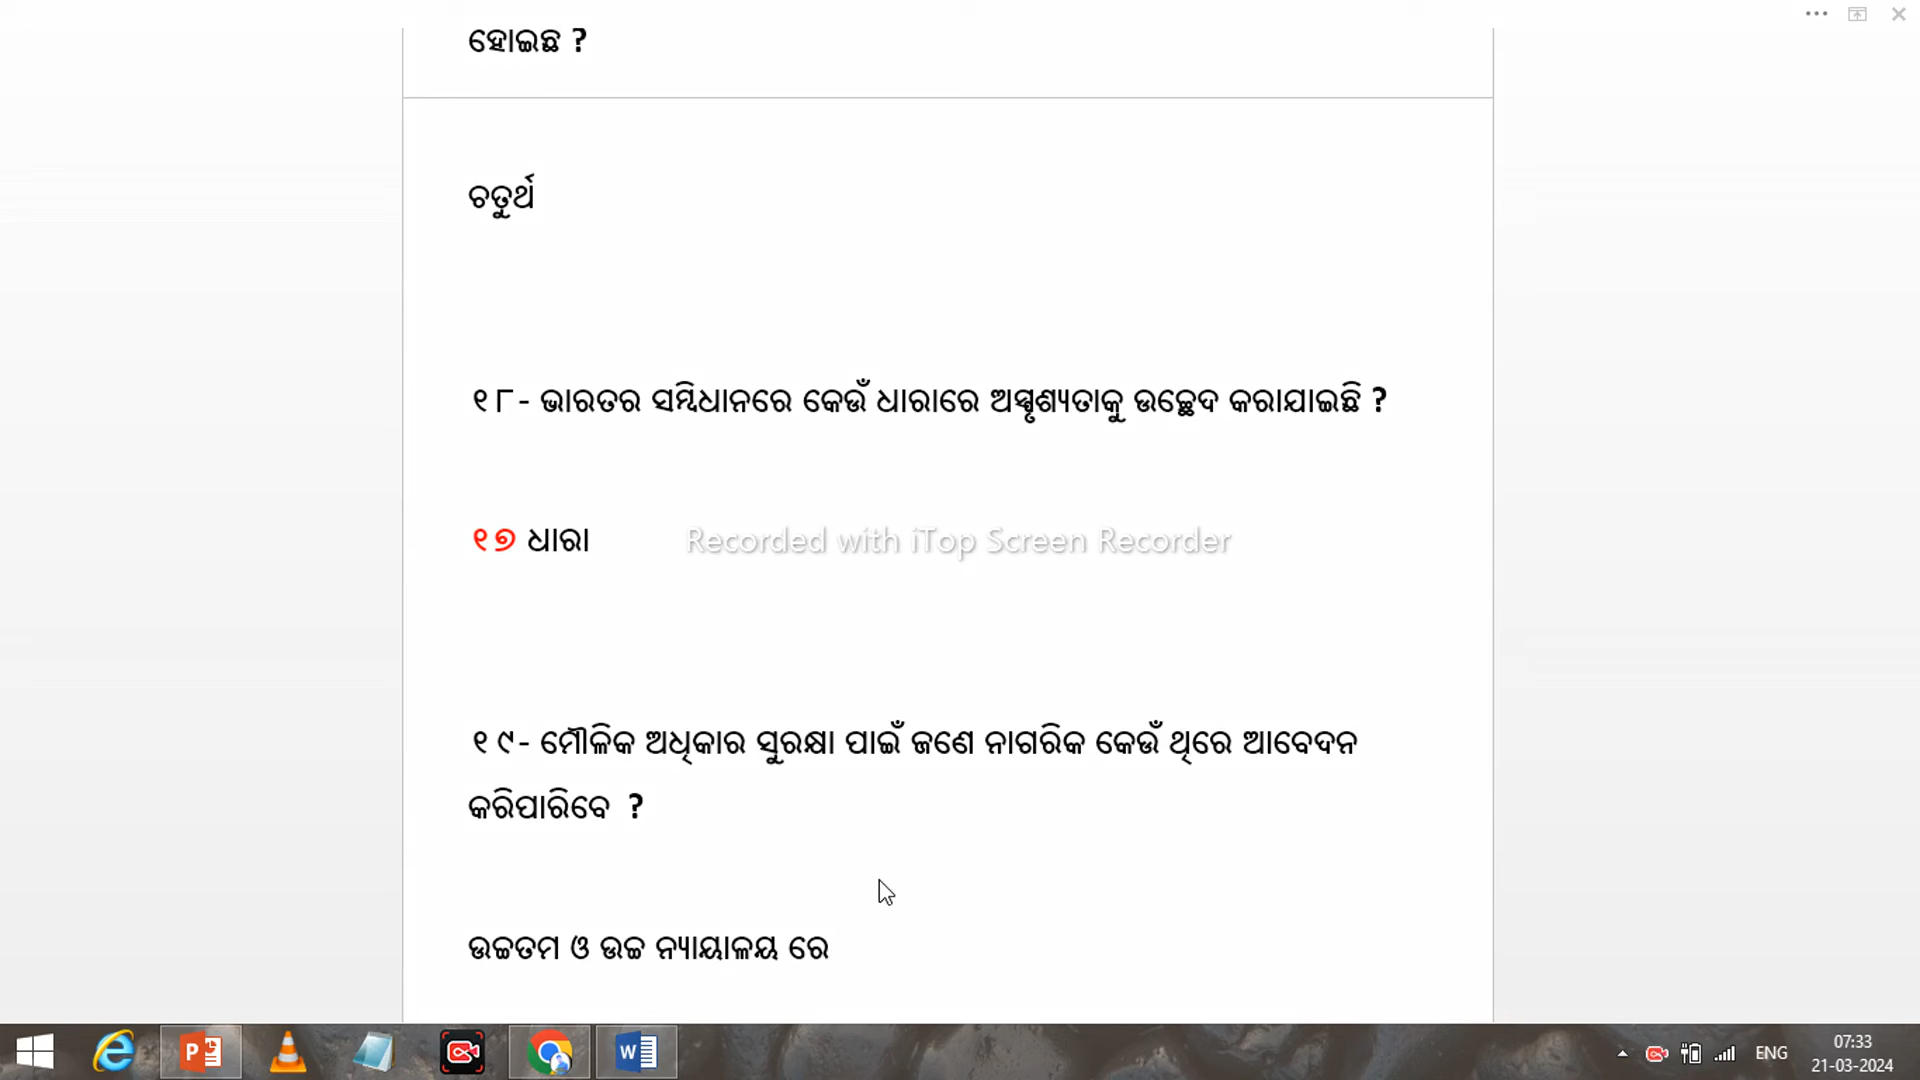 ହୋଇଛ ?
ଚତୁର୍ଥ
୧୮- ଭାରତର ସମ୍ବିଧାନରେ କେଉଁ ଧାରାରେ ଅସ୍ପୃଶ୍ୟତାକୁ ଉଚ୍ଛେଦ କରାଯାଇଛି ?
୧୭ ଧାରା
Recorded with iTop Screen Recorder
୧୯- ମୌଳିକ ଅଧିକାର ସୁରକ୍ଷା ପାଇଁ ଜଣେ ନାଗରିକ କେଉଁ ଥିରେ ଆବେଦନ
କରିପାରିବେ ?
ଉଚ୍ଚତମ ଓ ଉଚ୍ଚ ନ୍ୟାୟାଳୟ ରେ
ENG
07:33
21-03-2024